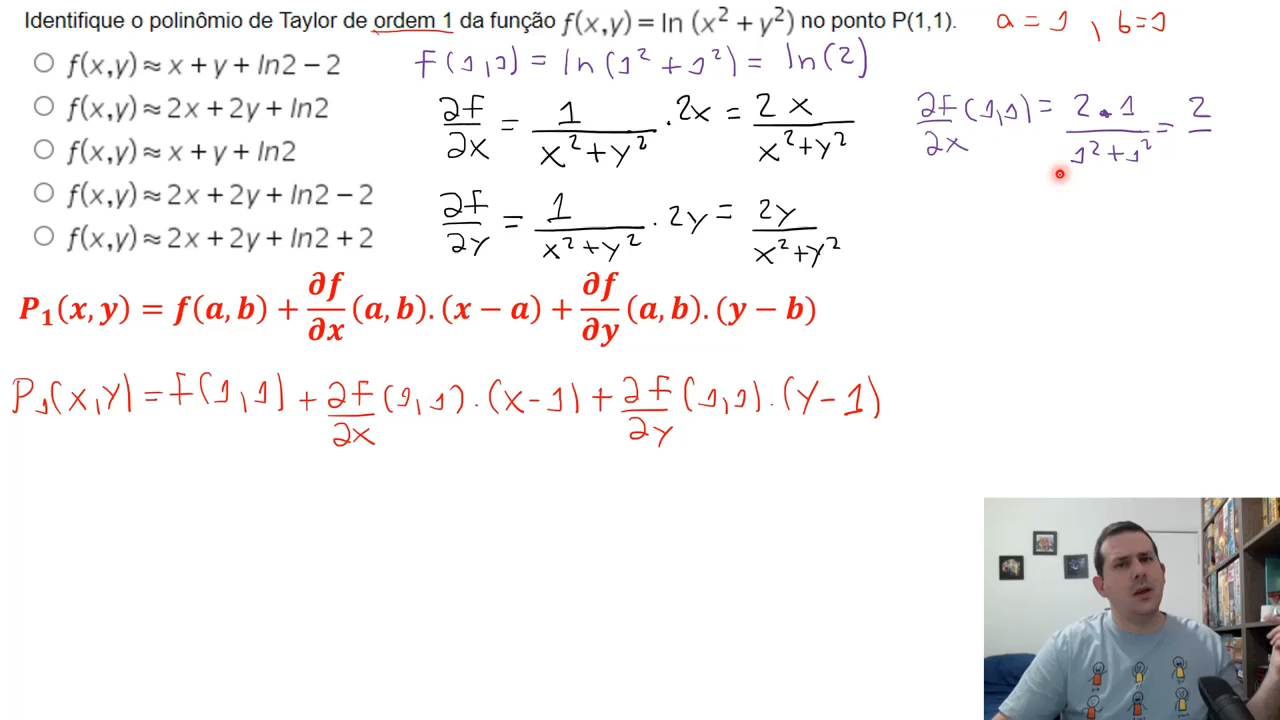 Identifique o polinômio de Taylor de ordem 1 da função f(x,y) = ln (x² + y²) no ponto P(1,1). a = 1 , b = 1
f(x,y) ≈ x + y + ln2 − 2
f(x,y) ≈ 2x + 2y + ln2
f(x,y) ≈ x + y + ln2
f(x,y) ≈ 2x + 2y + ln2 − 2
f(x,y) ≈ 2x + 2y + ln2 + 2
f(1,1) = ln(1² + 1²) = ln(2)
∂f/∂x = 1/(x² + y²) . 2x = 2x/(x² + y²)
∂f/∂x (1,1) = 2 . 1/(1² + 1²) = 2
∂f/∂y = 1/(x² + y²) . 2y = 2y/(x² + y²)
P₁(x, y) = f(a, b) + ∂f/∂x (a, b). (x − a) + ∂f/∂y (a, b). (y − b)
P₁(x,y) = f(1,1) + ∂f/∂x (1,1) . (x − 1) + ∂f/∂y (1,1) . (y − 1)